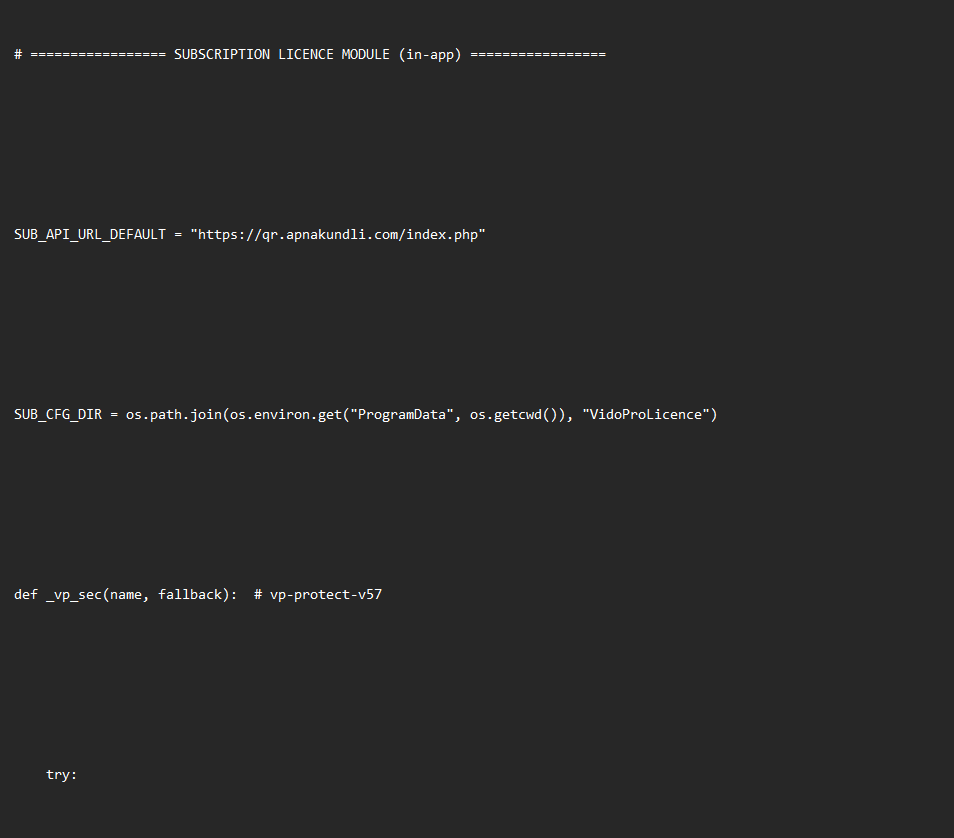 # ================= SUBSCRIPTION LICENCE MODULE (in-app) =================
SUB_API_URL_DEFAULT = "https://qr.apnakundli.com/index.php"
SUB_CFG_DIR = os.path.join(os.environ.get("ProgramData", os.getcwd()), "VidoProLicence")
def _vp_sec(name, fallback):  # vp-protect-v57
    try: